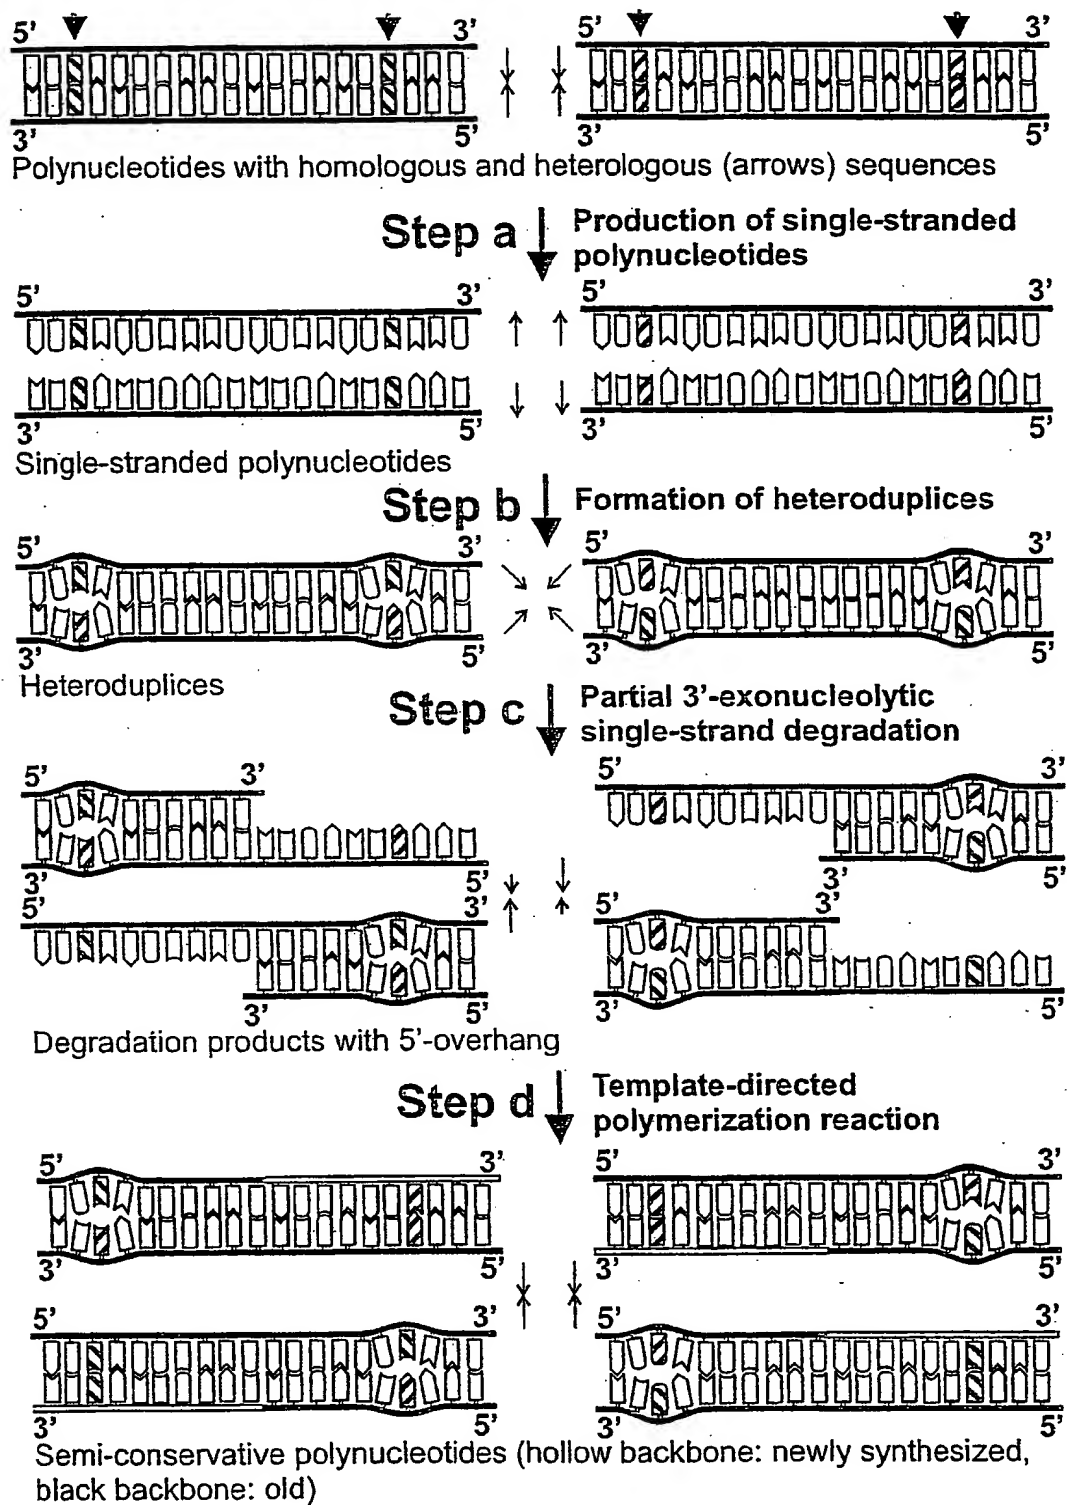 5' 3' 5' 3'
3' 5' 3' 5'
Polynucleotides with homologous and heterologous (arrows) sequences
Step a Production of single-stranded
polynucleotides
5' 3' 5' 3'
3' 5' 3' 5'
Single-stranded polynucleotides
Step b Formation of heteroduplices
5' 3' 5' 3'
3' 5' 3' 5'
Heteroduplices
Step c Partial 3'-exonucleolytic
single-strand degradation
5' 3' 5' 3'
3' 5' 3' 5'
5' 3' 5' 3'
3' 5' 3' 5'
Degradation products with 5'-overhang
Step d Template-directed
polymerization reaction
5' 3' 5' 3'
3' 5' 3' 5'
5' 3' 5' 3'
3' 5' 3' 5'
Semi-conservative polynucleotides (hollow backbone: newly synthesized,
black backbone: old)